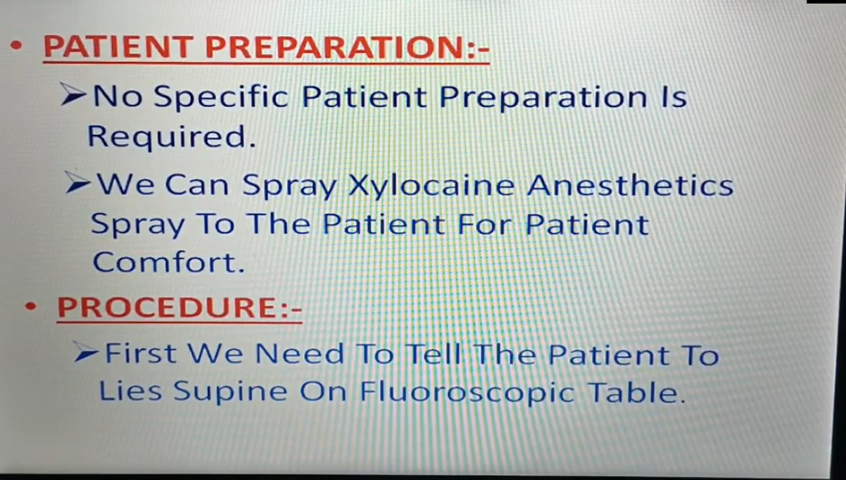 • PATIENT PREPARATION:-
➢No Specific Patient Preparation Is
Required.
➢We Can Spray Xylocaine Anesthetics
Spray To The Patient For Patient
Comfort.
• PROCEDURE:-
➢First We Need To Tell The Patient To
Lies Supine On Fluoroscopic Table.